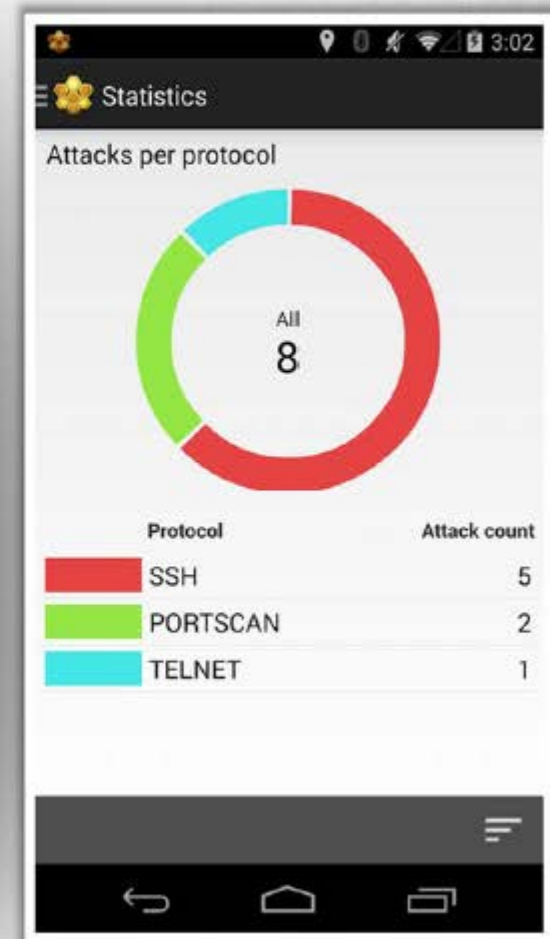 3:02
Statistics
Attacks per protocol
All
8
Protocol Attack count
SSH 5
PORTSCAN 2
TELNET 1